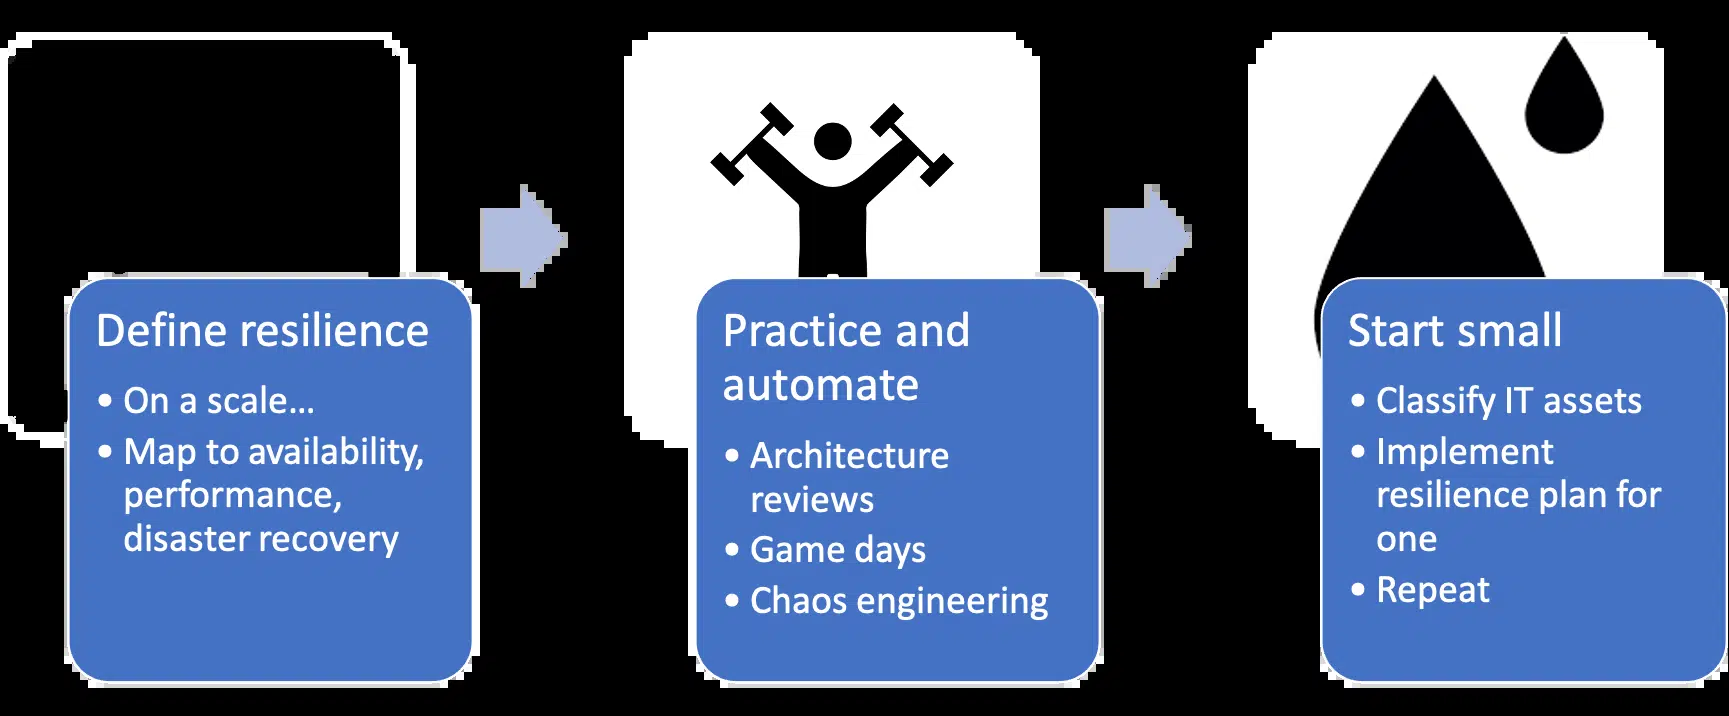 Define resilience
• On a scale...
• Map to availability,
performance,
disaster recovery
Practice and
automate
• Architecture
reviews
• Game days
• Chaos engineering
Start small
• Classify IT assets
• Implement
resilience plan for
one
• Repeat